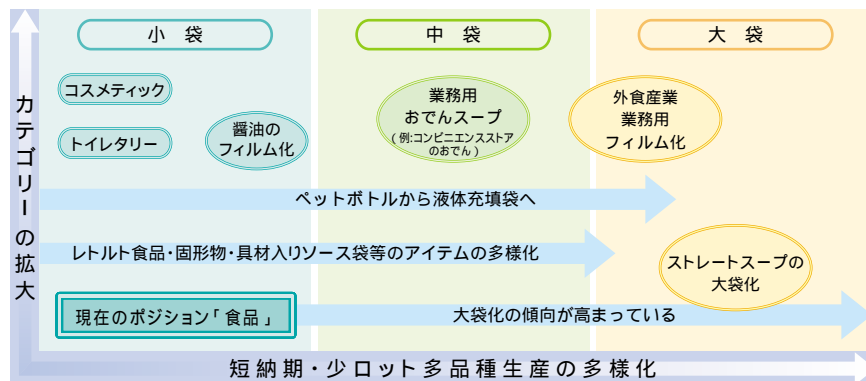 小袋
中袋
大袋
カテゴリーの拡大
コスメティック
トイレタリー
醤油の
フィルム化
業務用
おでんスープ
(例:コンビニエンスストア
のおでん)
外食産業
業務用
フィルム化
ペットボトルから液体充填袋へ
レトルト食品・固形物・具材入りソース袋等のアイテムの多様化
ストレートスープの
大袋化
現在のポジション「食品」
大袋化の傾向が高まっている
短納期・少ロット多品種生産の多様化